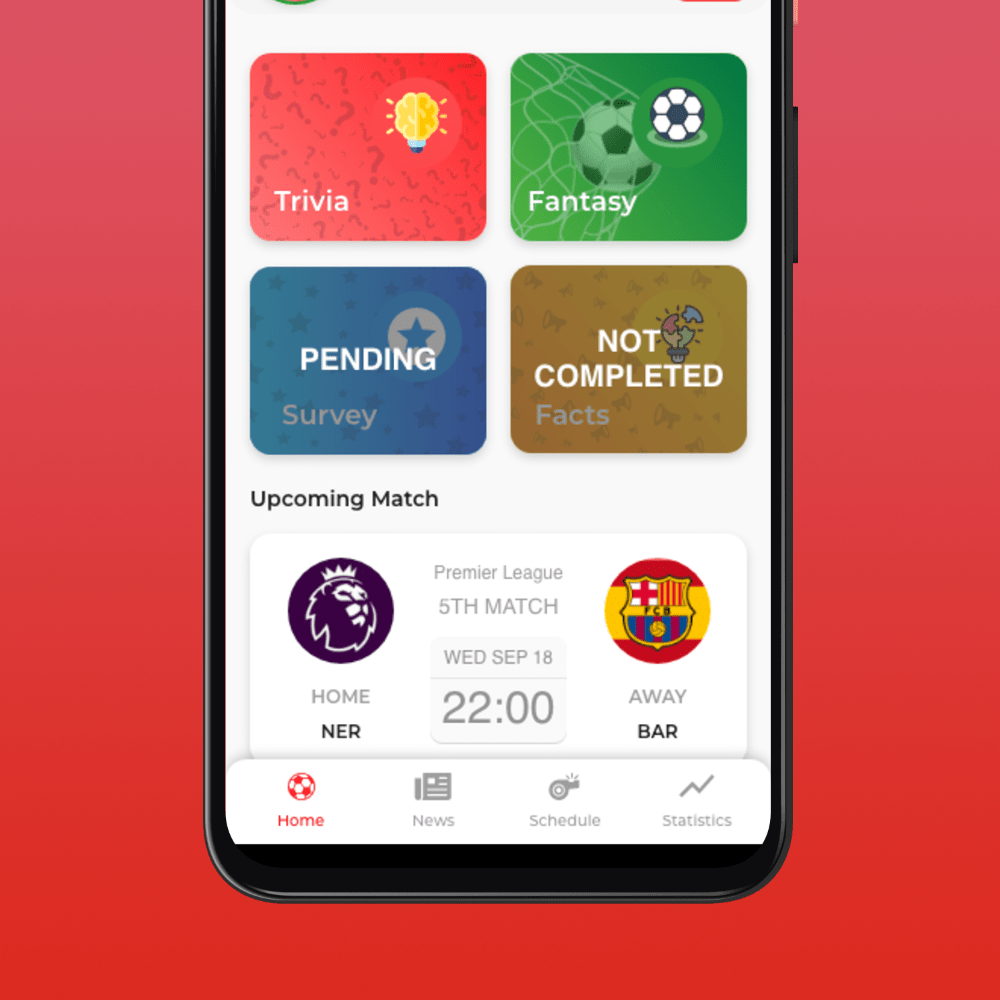 Trivia
Fantasy
PENDING
Survey
NOT
COMPLETED
Facts
Upcoming Match
Premier League
5TH MATCH
WED SEP 18
22:00
HOME
NER
FCB
AWAY
BAR
Home
News
Schedule
Statistics